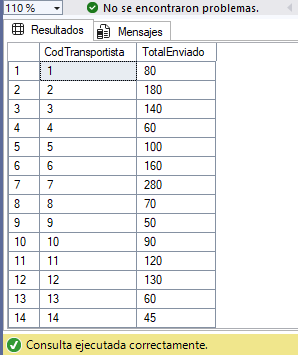 110 %
No se encontraron problemas.
Resultados Mensajes
CodTransportista TotalEnviado
1 1 80
2 2 180
3 3 140
4 4 60
5 5 100
6 6 160
7 7 280
8 8 70
9 9 50
10 10 90
11 11 120
12 12 130
13 13 60
14 14 45
Consulta ejecutada correctamente.